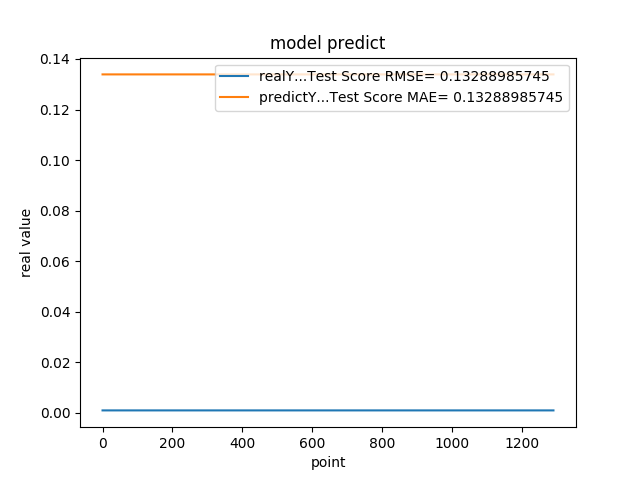 model predict
realY...Test Score RMSE= 0.13288985745
predictY...Test Score MAE= 0.13288985745
real value
0.14
0.12
0.10
0.08
0.06
0.04
0.02
0.00
0 200 400 600 800 1000 1200
point